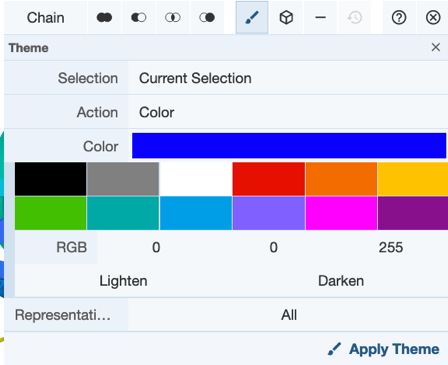 Chain
Theme
Selection Current Selection
Action Color
Color
RGB 0 0 255
Lighten Darken
Representati… All
Apply Theme